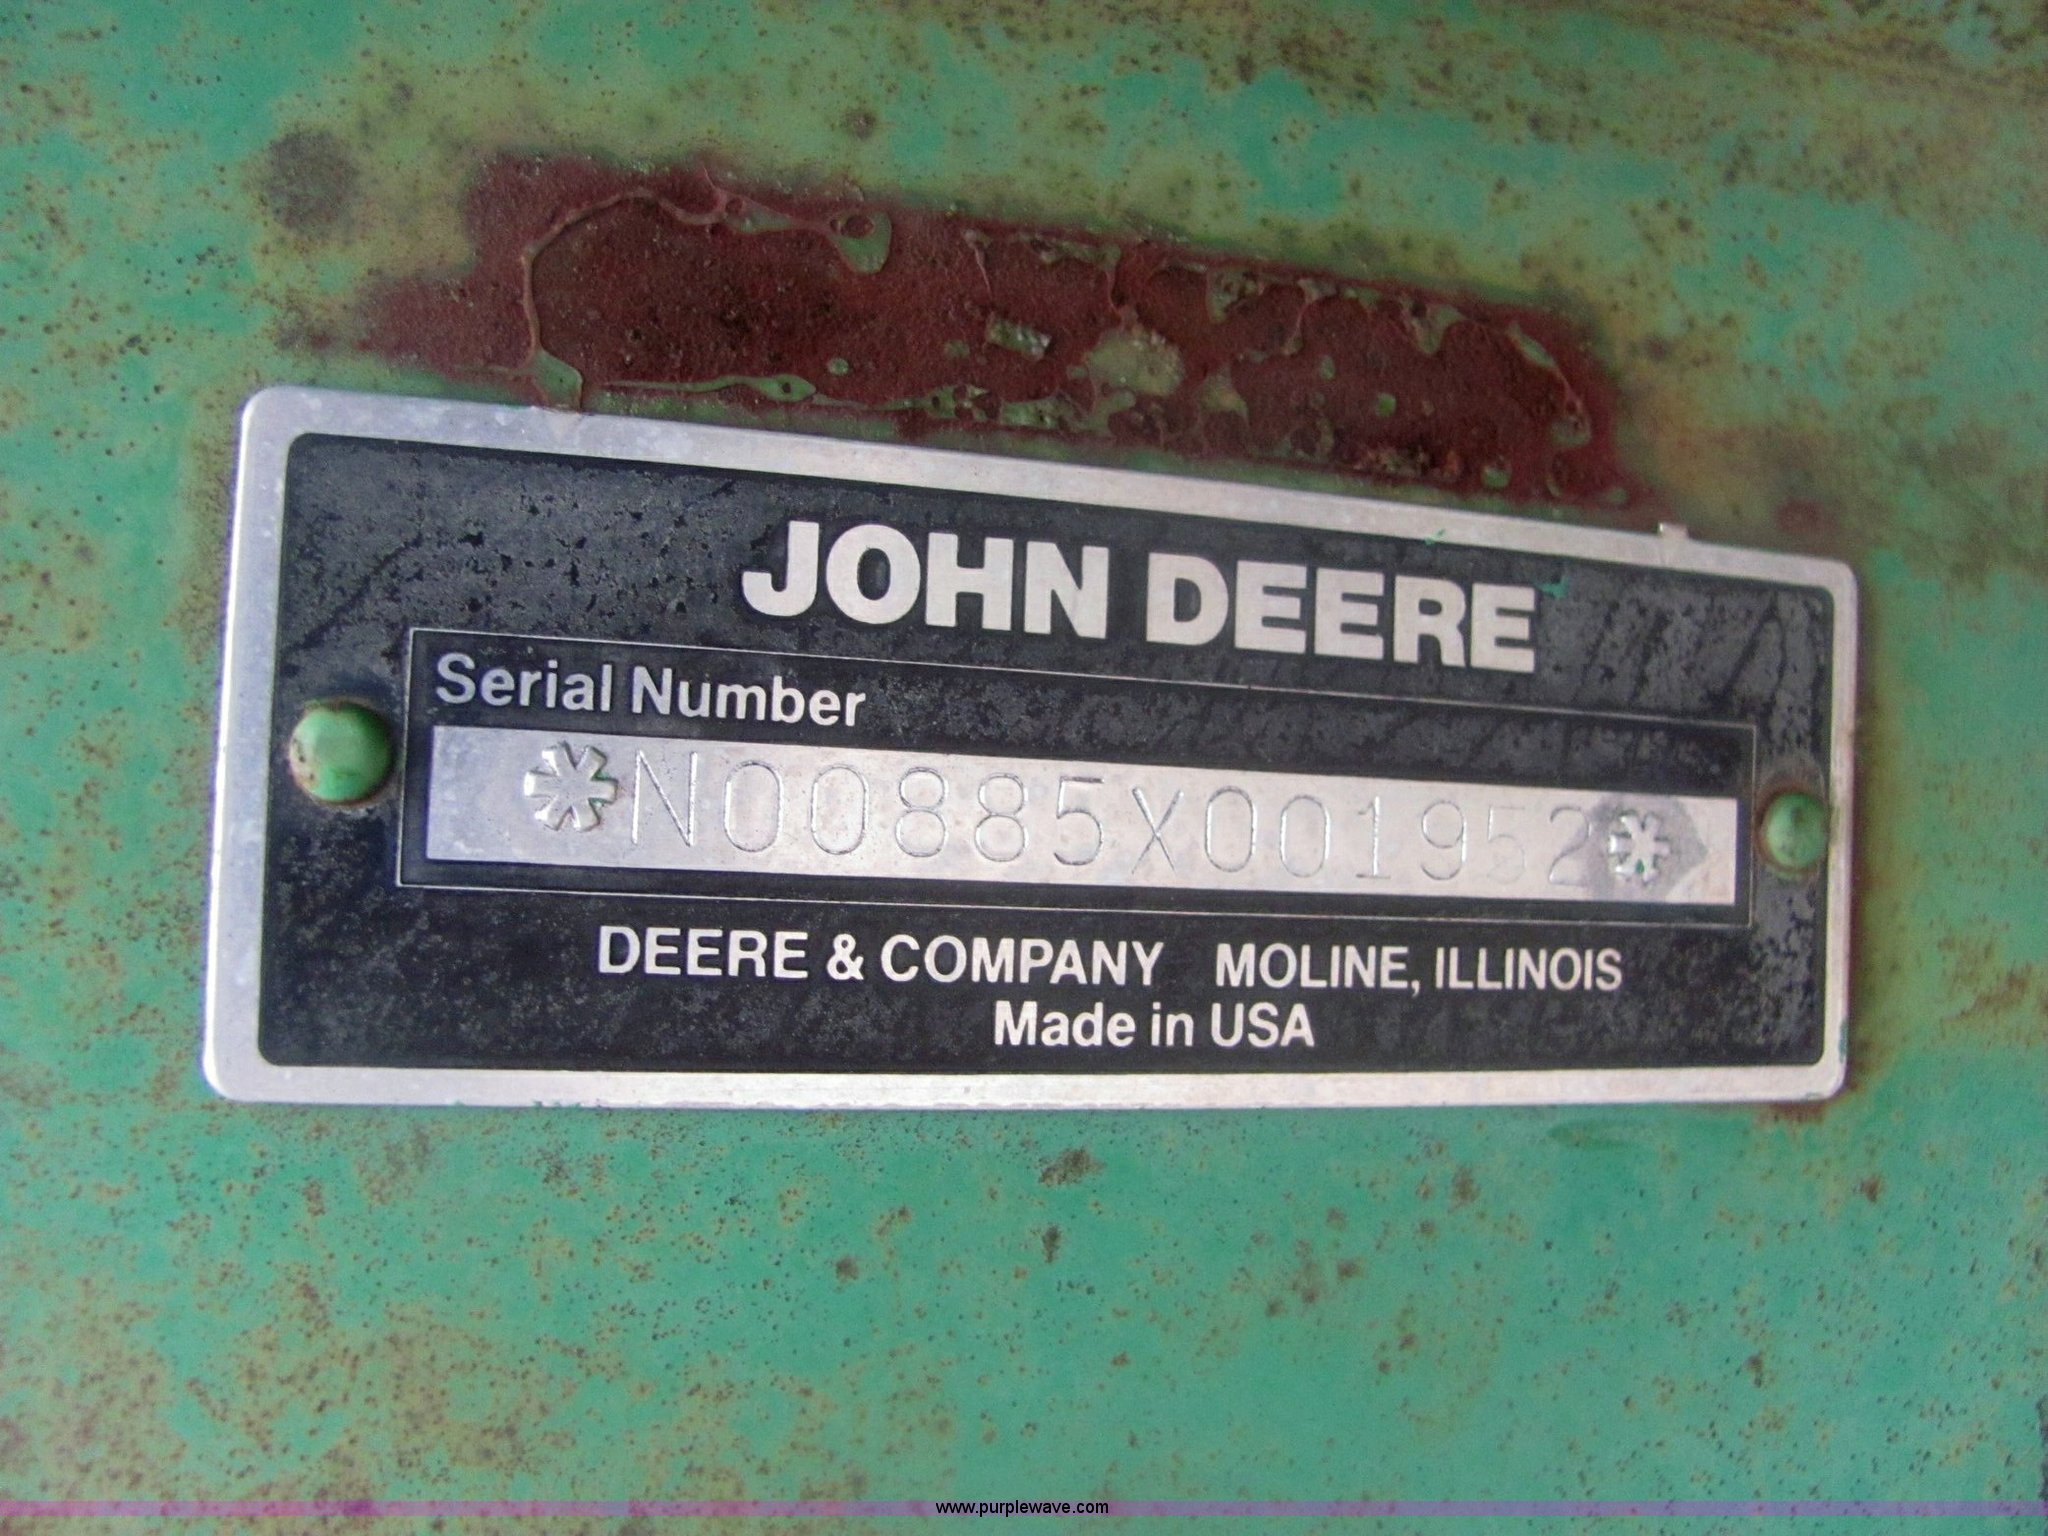 JOHN DEERE
Serial Number
*N00885X001952*
DEERE & COMPANY MOLINE, ILLINOIS
Made in USA
www.purplewave.com